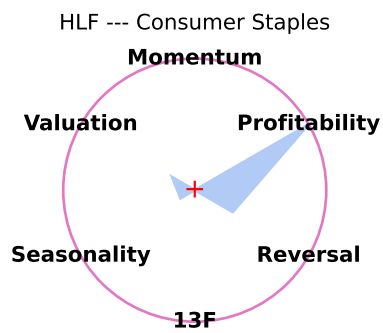 HLF --- Consumer Staples
Momentum
Valuation
Profitability
Seasonality
Reversal
13F